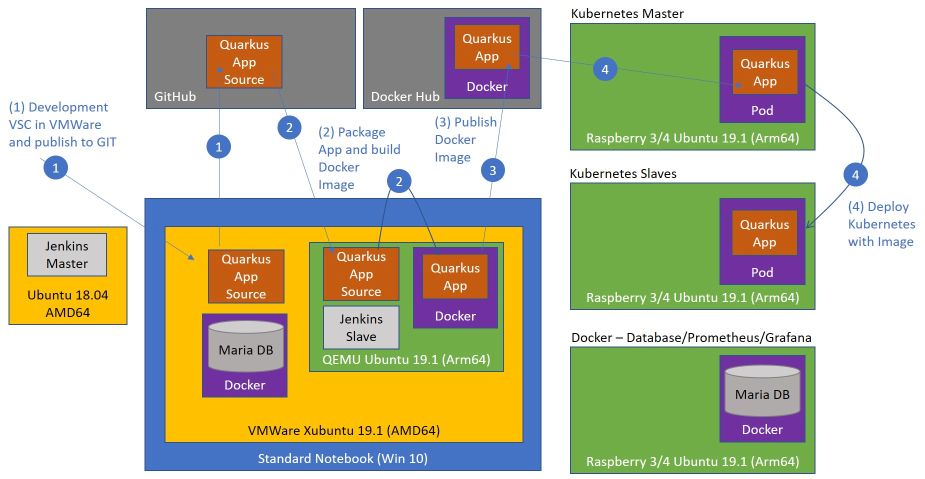 Kubernetes Master
Quarkus
App
Source
GitHub
Quarkus
App
Docker
Docker Hub
4
Quarkus
App
Pod
Raspberry 3/4 Ubuntu 19.1 (Arm64)
(1) Development
VSC in VMWare
and publish to GIT
1
1
2
(2) Package
App and build
Docker
Image
2
(3) Publish
Docker
Image
3
4
(4) Deploy
Kubernetes
with Image
Kubernetes Slaves
Quarkus
App
Pod
Raspberry 3/4 Ubuntu 19.1 (Arm64)
Jenkins
Master
Ubuntu 18.04
AMD64
Quarkus
App
Source
Maria DB
Docker
Quarkus
App
Source
Jenkins
Slave
Quarkus
App
Docker
QEMU Ubuntu 19.1 (Arm64)
VMWare Xubuntu 19.1 (AMD64)
Standard Notebook (Win 10)
Docker – Database/Prometheus/Grafana
Maria DB
Docker
Raspberry 3/4 Ubuntu 19.1 (Arm64)